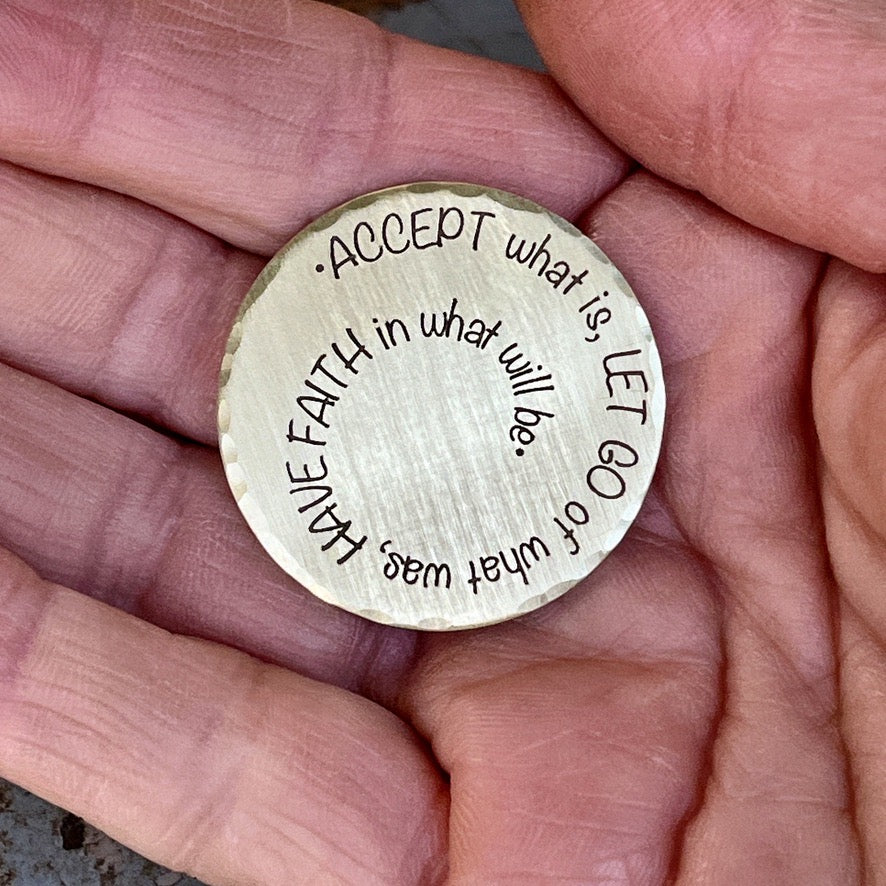 •ACCEPT what is, LET GO of what was, HAVE FAITH in what will be.